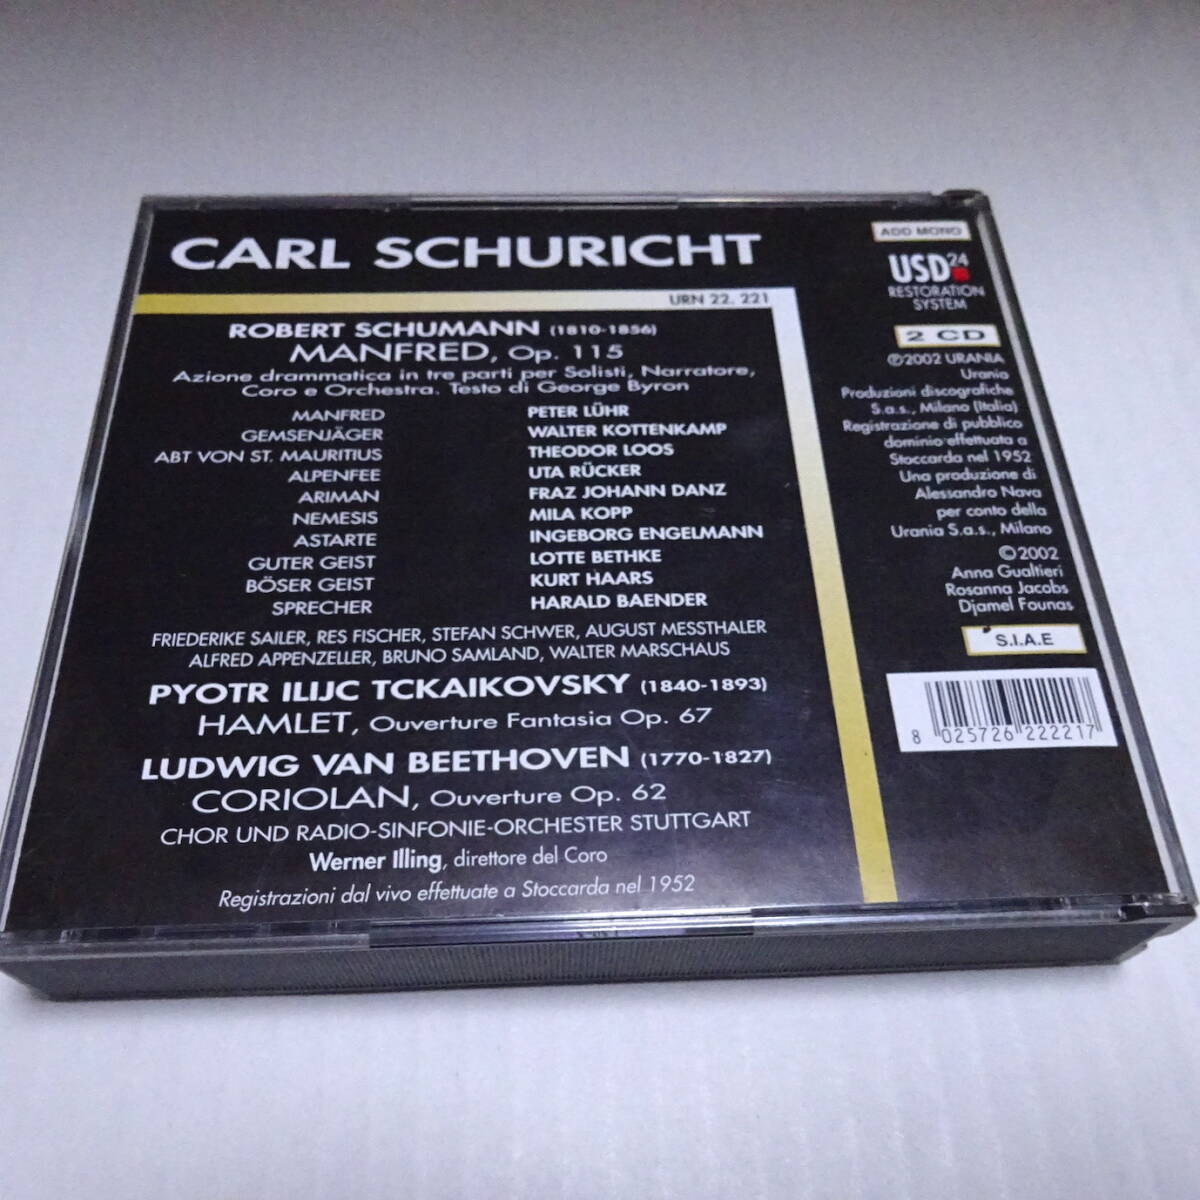 CARL SCHURICHT
URN 22. 221
ROBERT SCHUMANN (1810-1856)
MANFRED, Op. 115
Azione drammatica in tre parti per Solisti, Narratore,
Coro e Orchestra. Testo di George Byron
MANFRED PETER LÜHR
GEMSENJÄGER WALTER KOTTENKAMP
ABT VON ST. MAURITIUS THEODOR LOOS
ALPENFEE UTA RÜCKER
ARIMAN FRAZ JOHANN DANZ
NEMESIS MILA KOPP
ASTARTE INGEBORG ENGELMANN
GUTER GEIST LOTTE BETHKE
BÖSER GEIST KURT HAARS
SPRECHER HARALD BAENDER
FRIEDERIKE SAILER, RES FISCHER, STEFAN SCHWER, AUGUST MESSTHALER
ALFRED APPENZELLER, BRUNO SAMLAND, WALTER MARSCHAUS
PYOTR ILIJC TCKAIKOVSKY (1840-1893)
HAMLET, Ouverture Fantasia Op. 67
LUDWIG VAN BEETHOVEN (1770-1827)
CORIOLAN, Ouverture Op. 62
CHOR UND RADIO-SINFONIE-ORCHESTER STUTTGART
Werner Illing, direttore del Coro
Registrazioni dal vivo effettuate a Stoccarda nel 1952
ADD MONO
USD24
RESTORATION
SYSTEM
2 CD
℗2002 URANIA
Urania
Produzioni discografiche
S.a.s., Milano (Italia)
Registrazione di pubblico
dominio effettuata a
Stoccarda nel 1952
Una produzione di
Alessandro Nava
per conto della
Urania S.a.s., Milano
©2002
Anna Gualtieri
Rosanna Jacobs
Djamel Founas
S.I.A.E
8 025726 222217